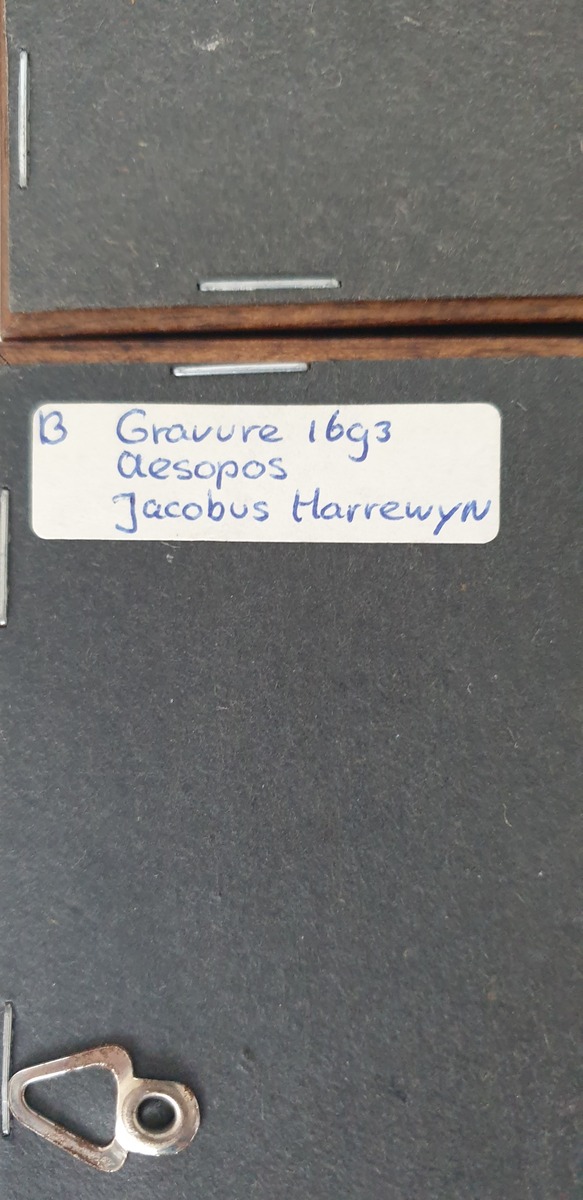 B Gravure 1693
Aesopos
Jacobus Harrewyn